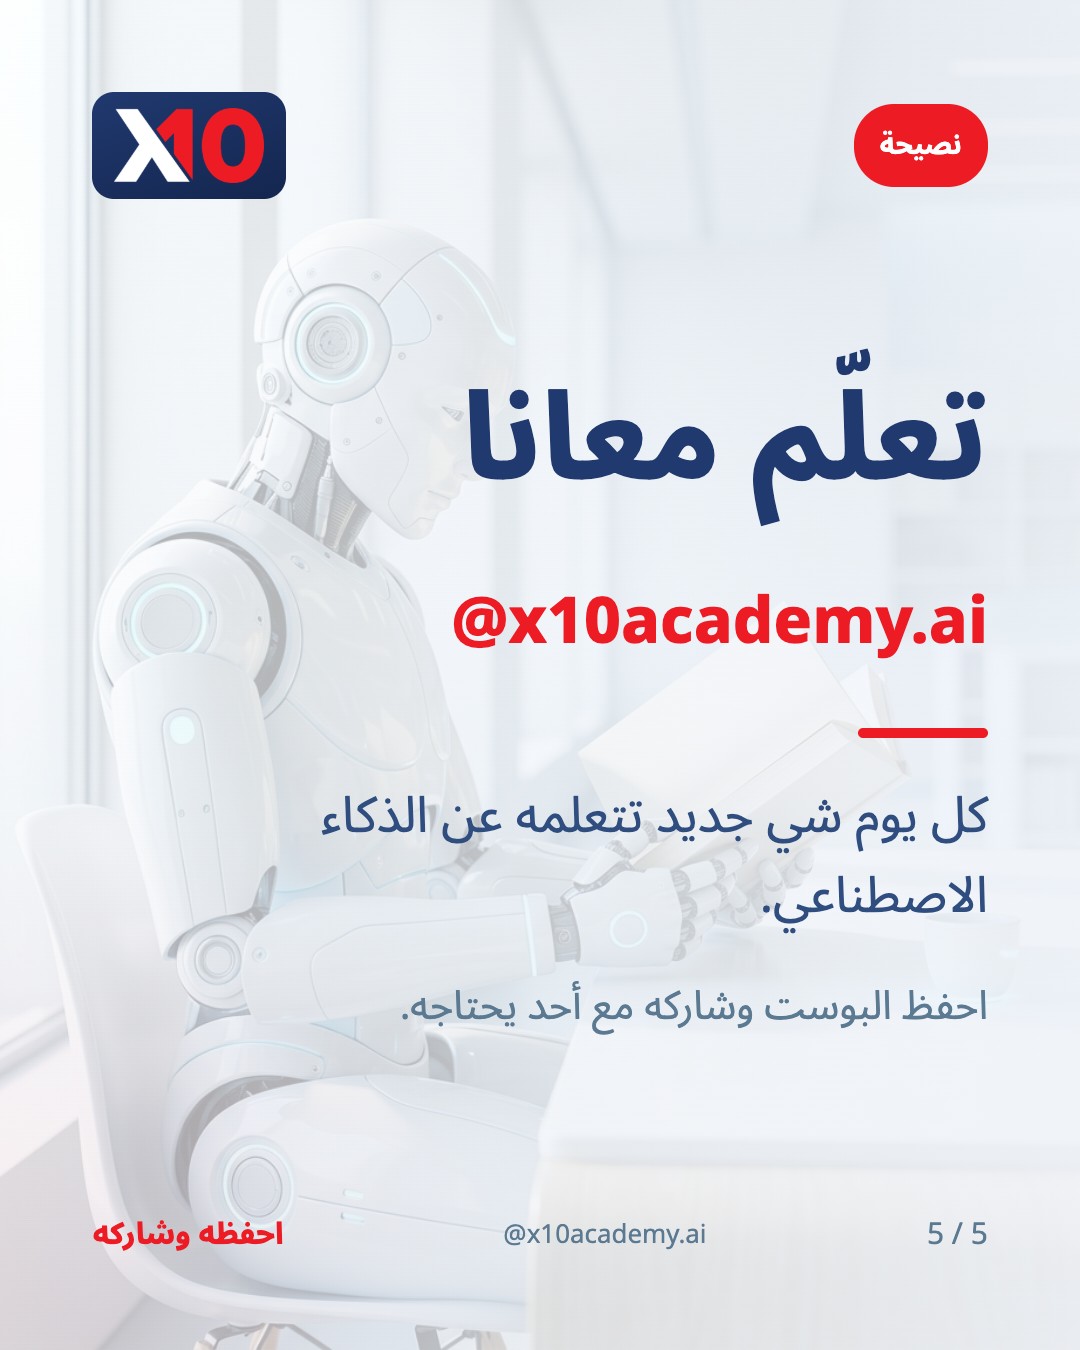 X10
نصيحة
تعلّم معانا
@x10academy.ai
كل يوم شي جديد تتعلمه عن الذكاء
الاصطناعي.
احفظ البوست وشاركه مع أحد يحتاجه.
5 / 5
@x10academy.ai
احفظه وشاركه